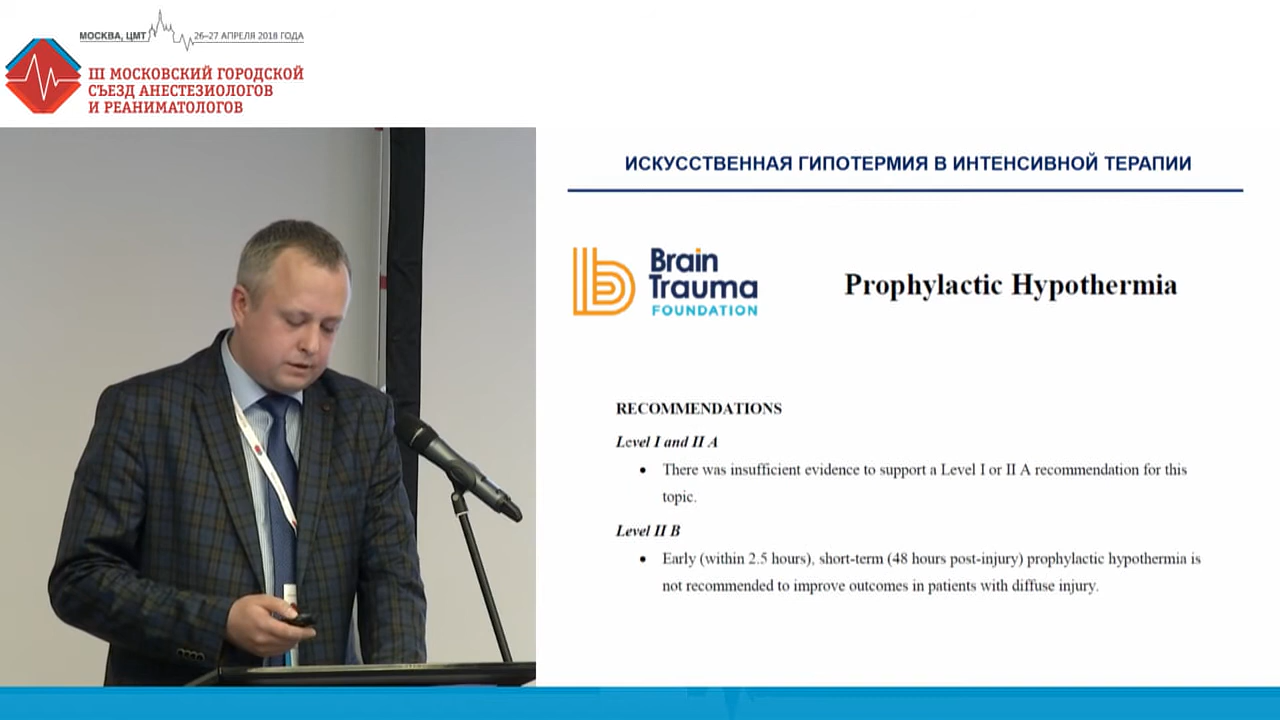 МОСКВА, ЦМТ 26–27 АПРЕЛЯ 2018 ГОДА
III МОСКОВСКИЙ ГОРОДСКОЙ
СЪЕЗД АНЕСТЕЗИОЛОГОВ
И РЕАНИМАТОЛОГОВ
ИСКУССТВЕННАЯ ГИПОТЕРМИЯ В ИНТЕНСИВНОЙ ТЕРАПИИ
Brain
Trauma
FOUNDATION
Prophylactic Hypothermia
RECOMMENDATIONS
Level I and II A
• There was insufficient evidence to support a Level I or II A recommendation for this
topic.
Level II B
• Early (within 2.5 hours), short-term (48 hours post-injury) prophylactic hypothermia is
not recommended to improve outcomes in patients with diffuse injury.